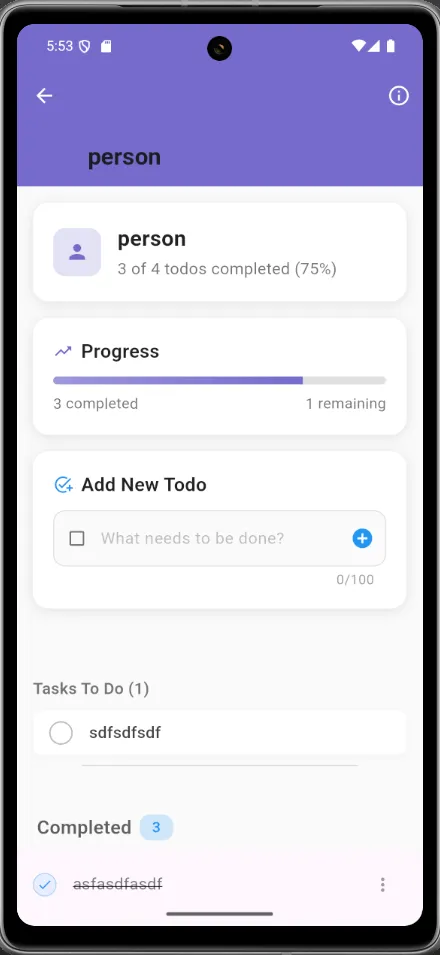 5:53
person
person
3 of 4 todos completed (75%)
Progress
3 completed 1 remaining
Add New Todo
What needs to be done?
0/100
Tasks To Do (1)
sdfsdfsdf
Completed 3
asfasdfasdf